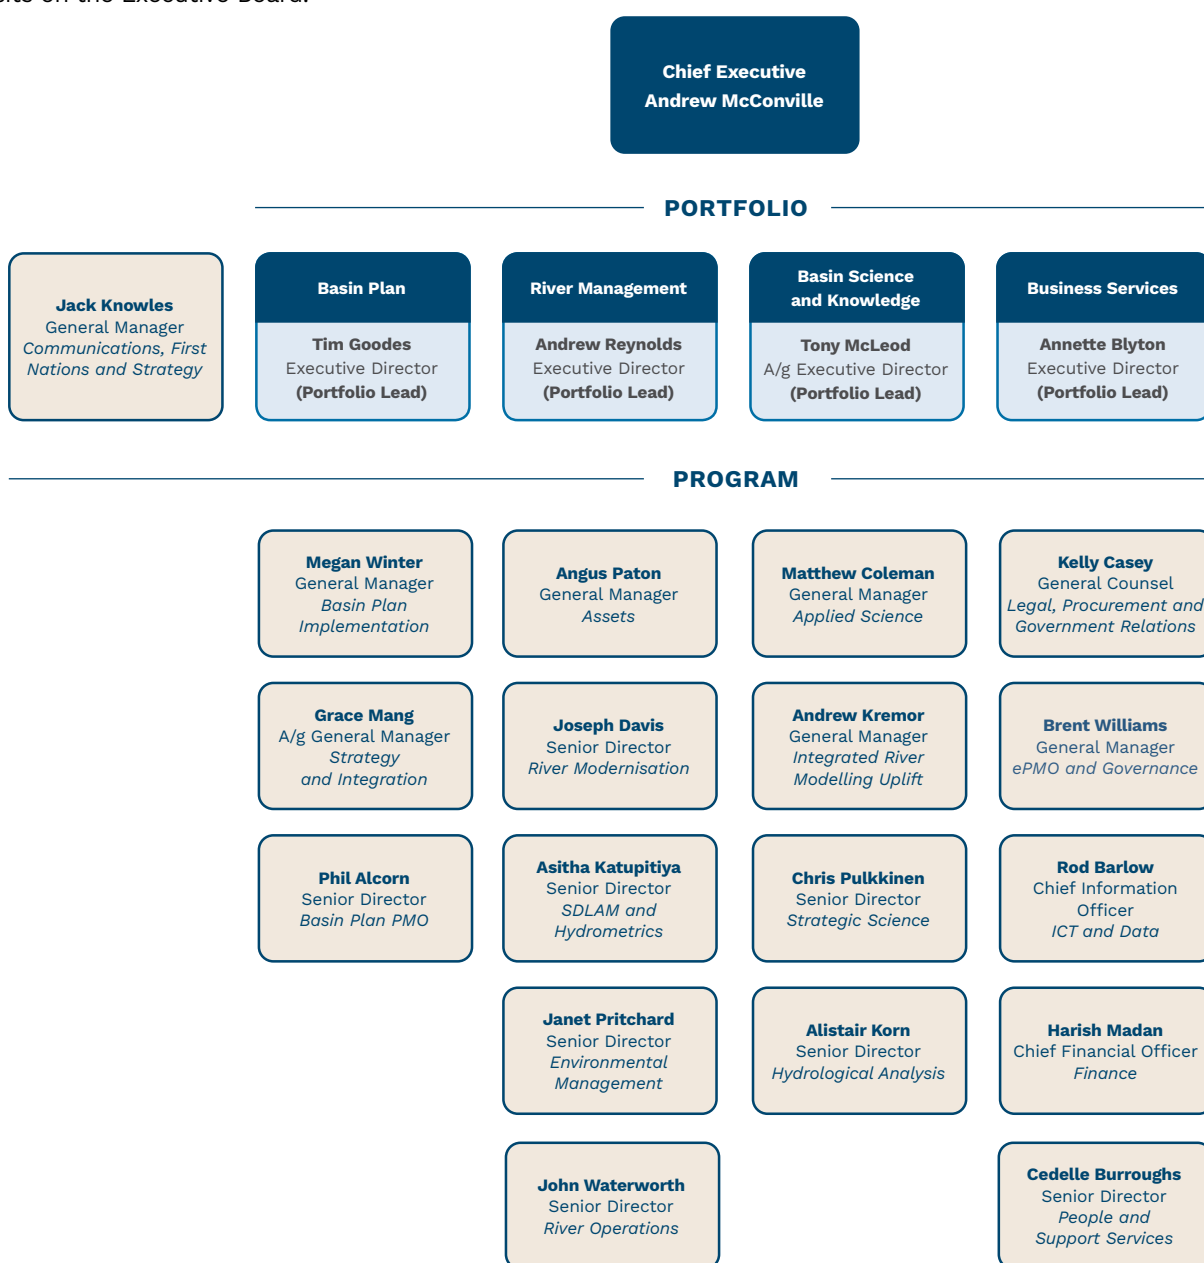 sits on the Executive Board.
Chief Executive
Andrew McConville
PORTFOLIO
Jack Knowles
General Manager
Communications, First
Nations and Strategy
Basin Plan
Tim Goodes
Executive Director
(Portfolio Lead)
River Management
Andrew Reynolds
Executive Director
(Portfolio Lead)
Basin Science
and Knowledge
Tony McLeod
A/g Executive Director
(Portfolio Lead)
Business Services
Annette Blyton
Executive Director
(Portfolio Lead)
PROGRAM
Megan Winter
General Manager
Basin Plan
Implementation
Angus Paton
General Manager
Assets
Matthew Coleman
General Manager
Applied Science
Kelly Casey
General Counsel
Legal, Procurement and
Government Relations
Grace Mang
A/g General Manager
Strategy
and Integration
Joseph Davis
Senior Director
River Modernisation
Andrew Kremor
General Manager
Integrated River
Modelling Uplift
Brent Williams
General Manager
ePMO and Governance
Phil Alcorn
Senior Director
Basin Plan PMO
Asitha Katupitiya
Senior Director
SDLAM and
Hydrometrics
Chris Pulkkinen
Senior Director
Strategic Science
Rod Barlow
Chief Information
Officer
ICT and Data
Janet Pritchard
Senior Director
Environmental
Management
Alistair Korn
Senior Director
Hydrological Analysis
Harish Madan
Chief Financial Officer
Finance
John Waterworth
Senior Director
River Operations
Cedelle Burroughs
Senior Director
People and
Support Services